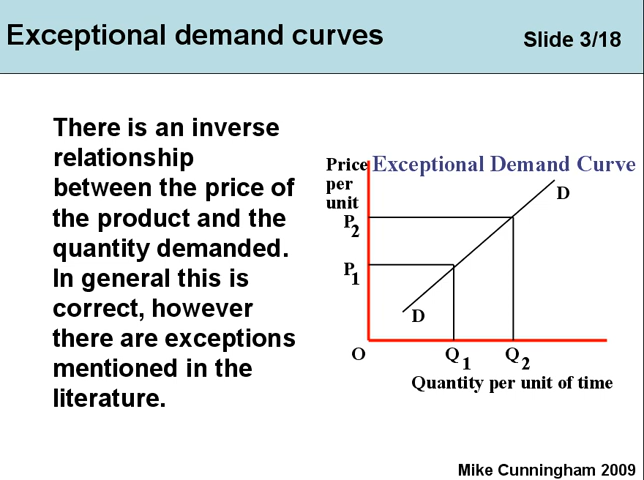 Exceptional demand curves
Slide 3/18
There is an inverse
relationship
between the price of
the product and the
quantity demanded.
In general this is
correct, however
there are exceptions
mentioned in the
literature.
Exceptional Demand Curve
Price
per
unit
P2
P1
D
D
O
Q1
Q2
Quantity per unit of time
Mike Cunningham 2009